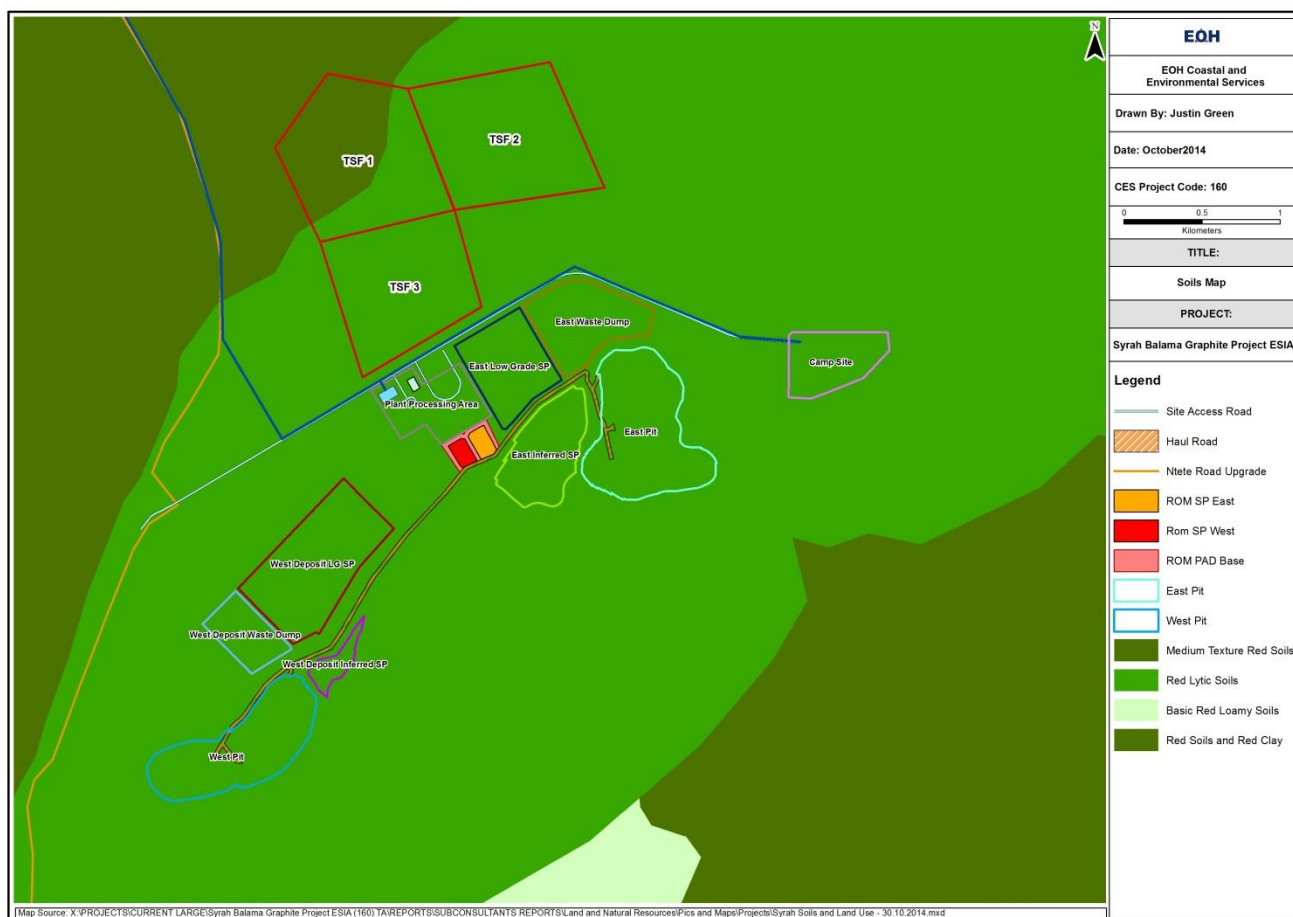 TSF 1
TSF 2
TSF 3
East Waste Dump
East Low Grade SP
Camp Site
Plant Processing Area
East Pit
East Inferred SP
West Deposit LG SP
West Deposit Waste Dump
West Deposit Inferred SP
West Pit
N
EOH
EOH Coastal and
Environmental Services
Drawn By: Justin Green
Date: October2014
CES Project Code: 160
0 0.5 1
Kilometers
TITLE:
Soils Map
PROJECT:
Syrah Balama Graphite Project ESIA
Legend
Site Access Road
Haul Road
Ntete Road Upgrade
ROM SP East
Rom SP West
ROM PAD Base
East Pit
West Pit
Medium Texture Red Soils
Red Lytic Soils
Basic Red Loamy Soils
Red Soils and Red Clay
Map Source: X:\PROJECTS\CURRENT LARGE\Syrah Balama Graphite Project ESIA (160) TA\REPORTS\SUBCONSULTANTS REPORTS\Land and Natural Resources\Pics and Maps\Projects\Syrah Soils and Land Use - 30.10.2014.mxd